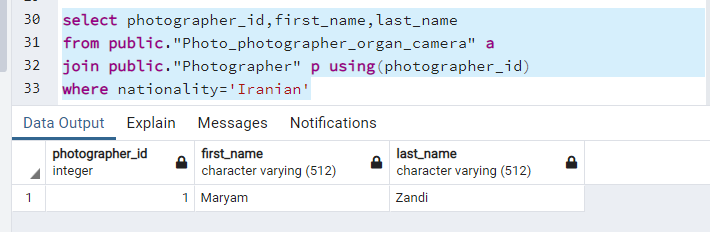 30 select photographer_id,first_name,last_name
31 from public."Photo_photographer_organ_camera" a
32 join public."Photographer" p using(photographer_id)
33 where nationality='Iranian'
Data Output Explain Messages Notifications
photographer_id first_name last_name
integer character varying (512) character varying (512)
1 1 Maryam Zandi